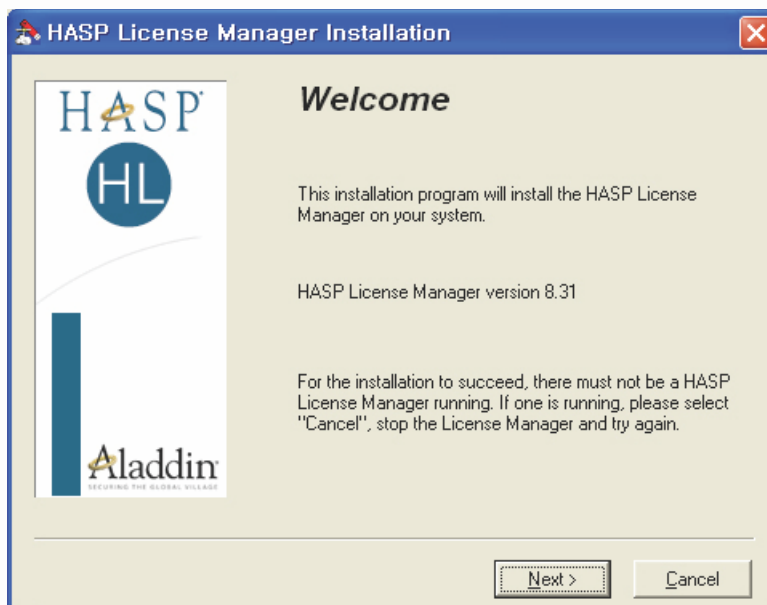 HASP License Manager Installation
HASP
HL
Aladdin
SECURING THE GLOBAL VILLAGE
Welcome
This installation program will install the HASP License
Manager on your system.
HASP License Manager version 8.31
For the installation to succeed, there must not be a HASP
License Manager running. If one is running, please select
"Cancel", stop the License Manager and try again.
Next >
Cancel